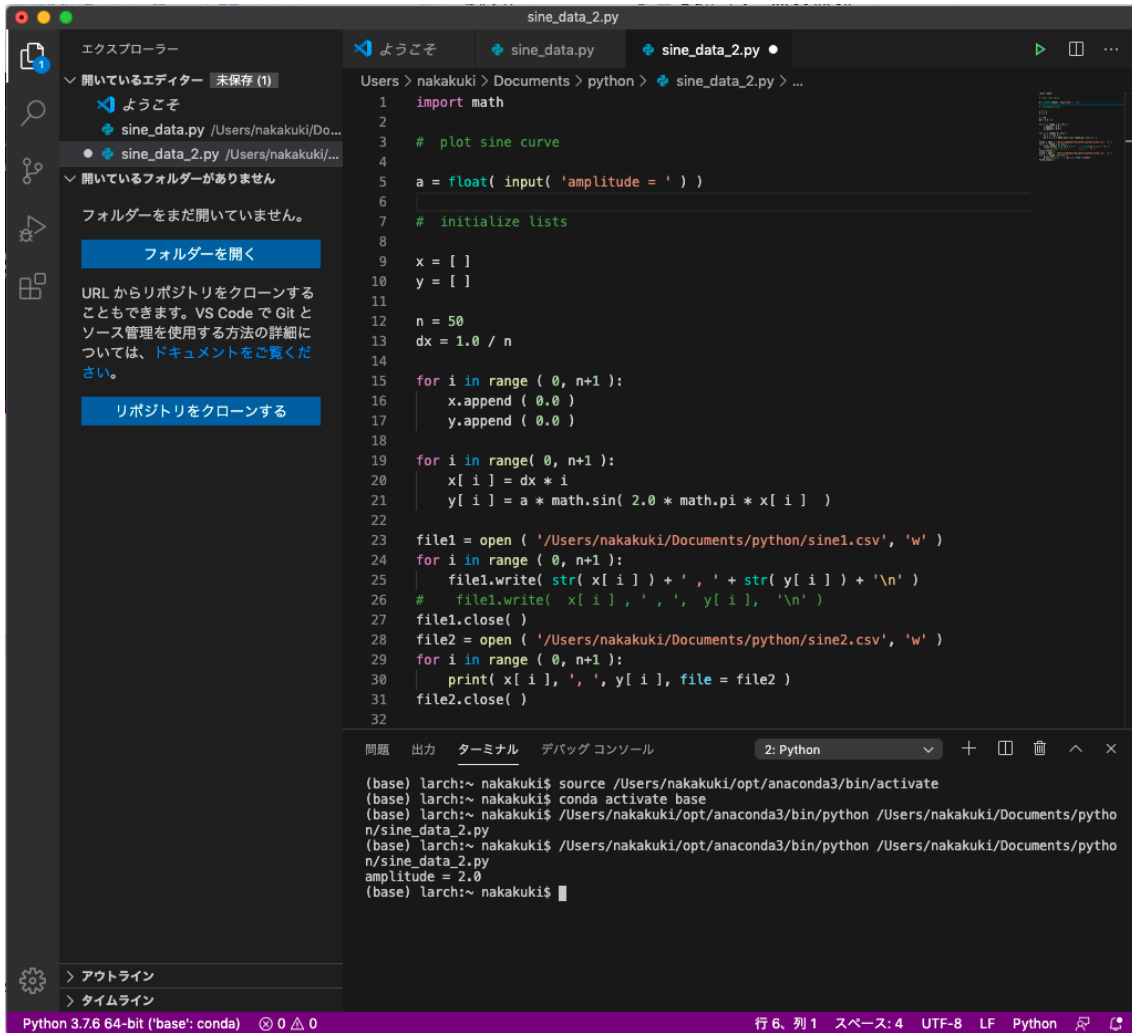 sine_data_2.py
エクスプローラー
開いているエディター 未保存 (1)
ようこそ
sine_data.py /Users/nakakuki/Do...
sine_data_2.py /Users/nakakuki/...
開いているフォルダーがありません
フォルダーをまだ開いていません。
フォルダーを開く
URL からリポジトリをクローンする
こともできます。VS Code で Git と
ソース管理を使用する方法の詳細に
ついては、ドキュメントをご覧くだ
さい。
リポジトリをクローンする
アウトライン
タイムライン
1
ようこそ sine_data.py sine_data_2.py
Users > nakakuki > Documents > python > sine_data_2.py > ...
1 import math
2
3 # plot sine curve
4
5 a = float( input( 'amplitude = ' ) )
6
7 # initialize lists
8
9 x = [ ]
10 y = [ ]
11
12 n = 50
13 dx = 1.0 / n
14
15 for i in range ( 0, n+1 ):
16 x.append ( 0.0 )
17 y.append ( 0.0 )
18
19 for i in range( 0, n+1 ):
20 x[ i ] = dx * i
21 y[ i ] = a * math.sin( 2.0 * math.pi * x[ i ]  )
22
23 file1 = open ( '/Users/nakakuki/Documents/python/sine1.csv', 'w' )
24 for i in range ( 0, n+1 ):
25 file1.write( str( x[ i ] ) + ' , ' + str( y[ i ] ) + '\n' )
26 #    file1.write(  x[ i ] , ' , ',  y[ i ],  '\n' )
27 file1.close( )
28 file2 = open ( '/Users/nakakuki/Documents/python/sine2.csv', 'w' )
29 for i in range ( 0, n+1 ):
30 print( x[ i ], ', ', y[ i ], file = file2 )
31 file2.close( )
32
問題 出力 ターミナル デバッグ コンソール 2: Python
(base) larch:~ nakakuki$ source /Users/nakakuki/opt/anaconda3/bin/activate
(base) larch:~ nakakuki$ conda activate base
(base) larch:~ nakakuki$ /Users/nakakuki/opt/anaconda3/bin/python /Users/nakakuki/Documents/pytho
n/sine_data_2.py
(base) larch:~ nakakuki$ /Users/nakakuki/opt/anaconda3/bin/python /Users/nakakuki/Documents/pytho
n/sine_data_2.py
amplitude = 2.0
(base) larch:~ nakakuki$
Python 3.7.6 64-bit ('base': conda) 0 0 行 6、列 1 スペース: 4 UTF-8 LF Python